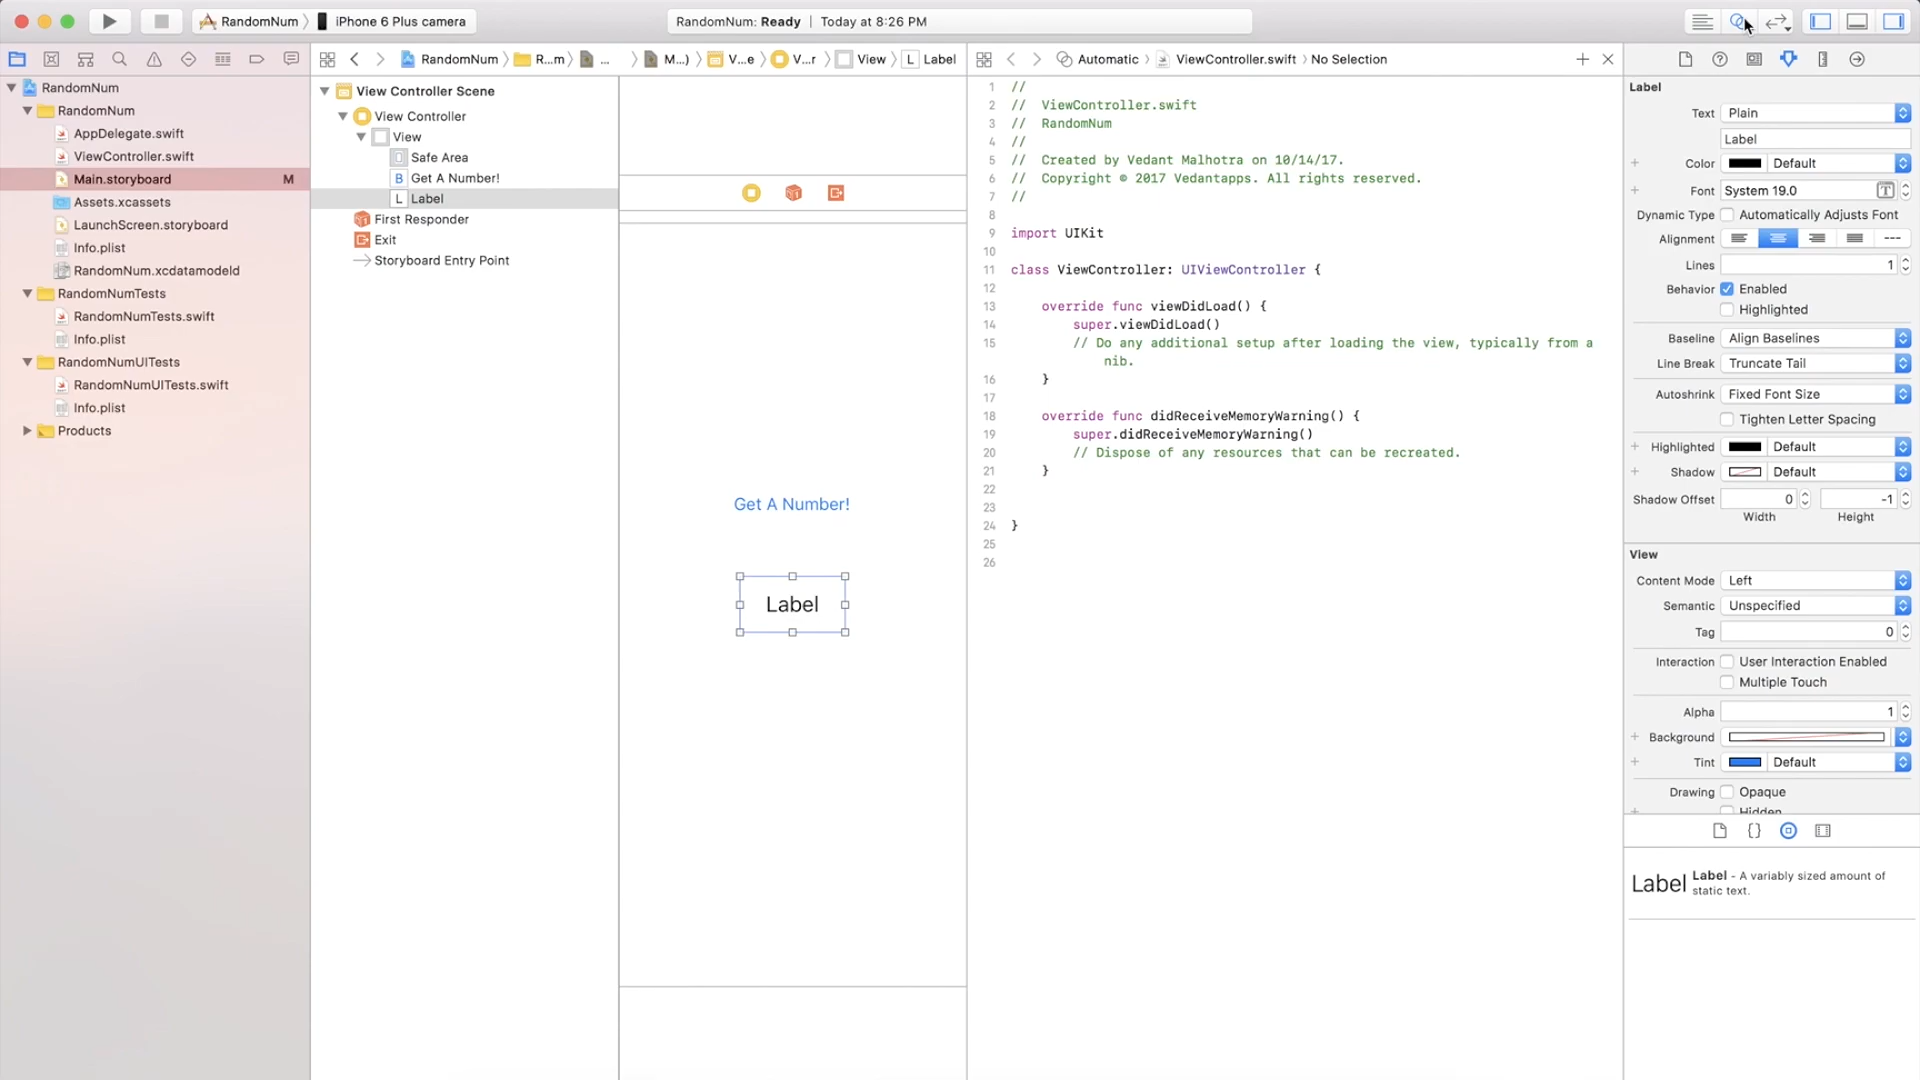 RandomNum
iPhone 6 Plus camera
RandomNum: Ready | Today at 8:26 PM
RandomNum
R...m
...
M...)
V...e
V...r
View
L Label
Automatic
ViewController.swift
No Selection
RandomNum
RandomNum
AppDelegate.swift
ViewController.swift
Main.storyboard M
Assets.xcassets
LaunchScreen.storyboard
Info.plist
RandomNum.xcdatamodeld
RandomNumTests
RandomNumTests.swift
Info.plist
RandomNumUITests
RandomNumUITests.swift
Info.plist
Products
View Controller Scene
View Controller
View
Safe Area
B Get A Number!
L Label
First Responder
Exit
Storyboard Entry Point
Get A Number!
Label
1 //
2 // ViewController.swift
3 // RandomNum
4 //
5 // Created by Vedant Malhotra on 10/14/17.
6 // Copyright © 2017 Vedantapps. All rights reserved.
7 //
8
9 import UIKit
10
11 class ViewController: UIViewController {
12
13 override func viewDidLoad() {
14 super.viewDidLoad()
15 // Do any additional setup after loading the view, typically from a
nib.
16 }
17
18 override func didReceiveMemoryWarning() {
19 super.didReceiveMemoryWarning()
20 // Dispose of any resources that can be recreated.
21 }
22
23
24 }
25
26
Label
Text Plain
Label
Color Default
Font System 19.0 T
Dynamic Type Automatically Adjusts Font
Alignment
Lines 1
Behavior Enabled
Highlighted
Baseline Align Baselines
Line Break Truncate Tail
Autoshrink Fixed Font Size
Tighten Letter Spacing
Highlighted Default
Shadow Default
Shadow Offset 0 -1
Width Height
View
Content Mode Left
Semantic Unspecified
Tag 0
Interaction User Interaction Enabled
Multiple Touch
Alpha 1
Background
Tint Default
Drawing Opaque
Hidden
Label Label - A variably sized amount of
static text.